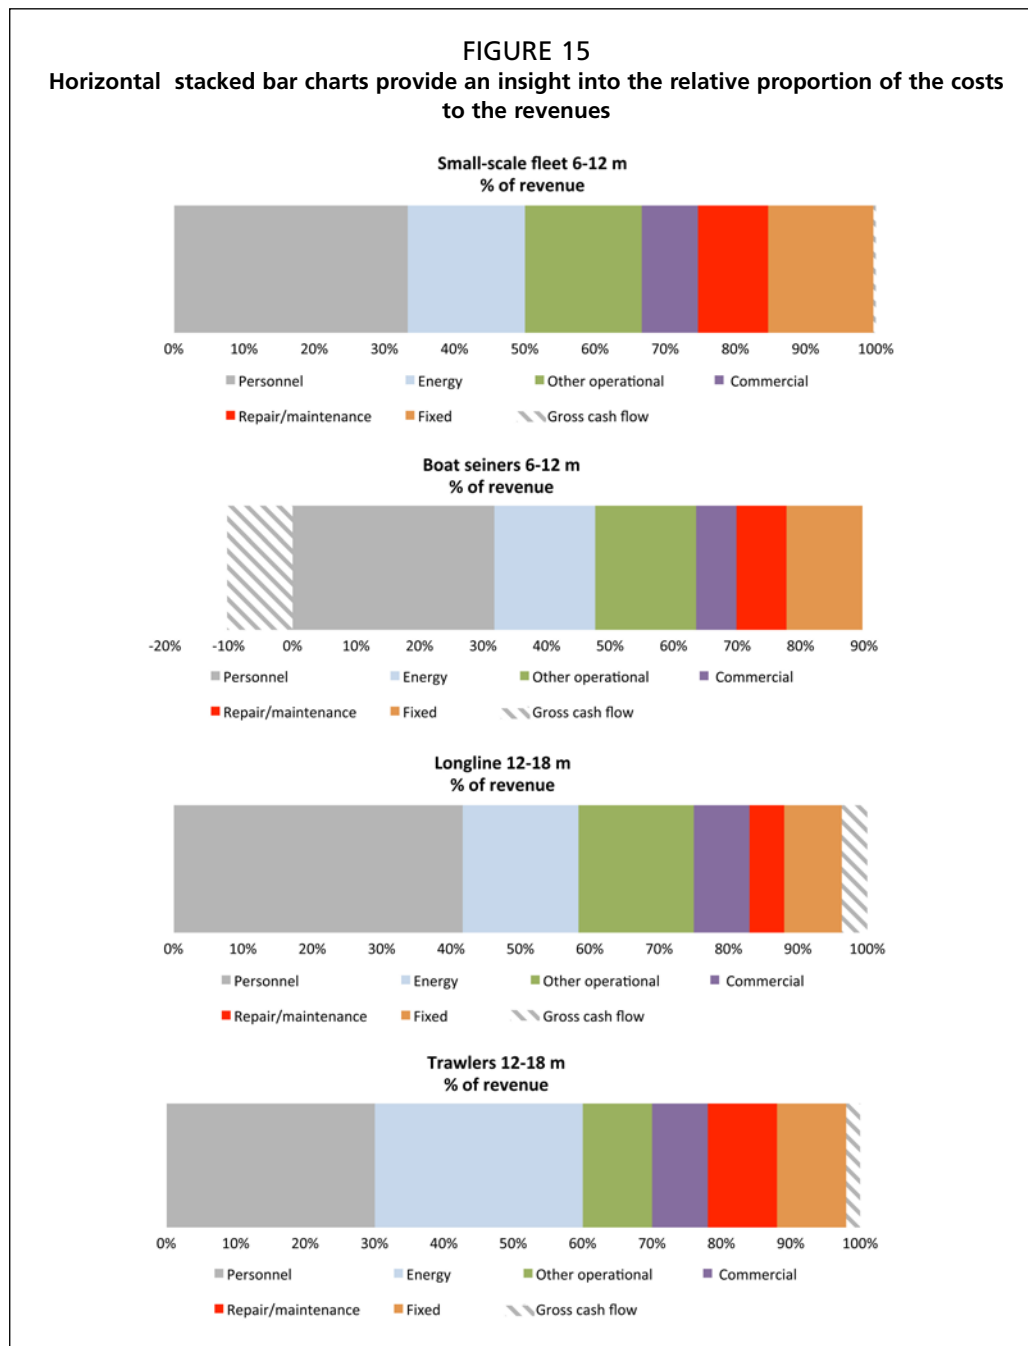 FIGURE 15
Horizontal stacked bar charts provide an insight into the relative proportion of the costs
to the revenues
Small-scale fleet 6-12 m
% of revenue
0% 10% 20% 30% 40% 50% 60% 70% 80% 90% 100%
Personnel Energy Other operational Commercial
Repair/maintenance Fixed Gross cash flow
Boat seiners 6-12 m
% of revenue
-20% -10% 0% 10% 20% 30% 40% 50% 60% 70% 80% 90%
Personnel Energy Other operational Commercial
Repair/maintenance Fixed Gross cash flow
Longline 12-18 m
% of revenue
0% 10% 20% 30% 40% 50% 60% 70% 80% 90% 100%
Personnel Energy Other operational Commercial
Repair/maintenance Fixed Gross cash flow
Trawlers 12-18 m
% of revenue
0% 10% 20% 30% 40% 50% 60% 70% 80% 90% 100%
Personnel Energy Other operational Commercial
Repair/maintenance Fixed Gross cash flow